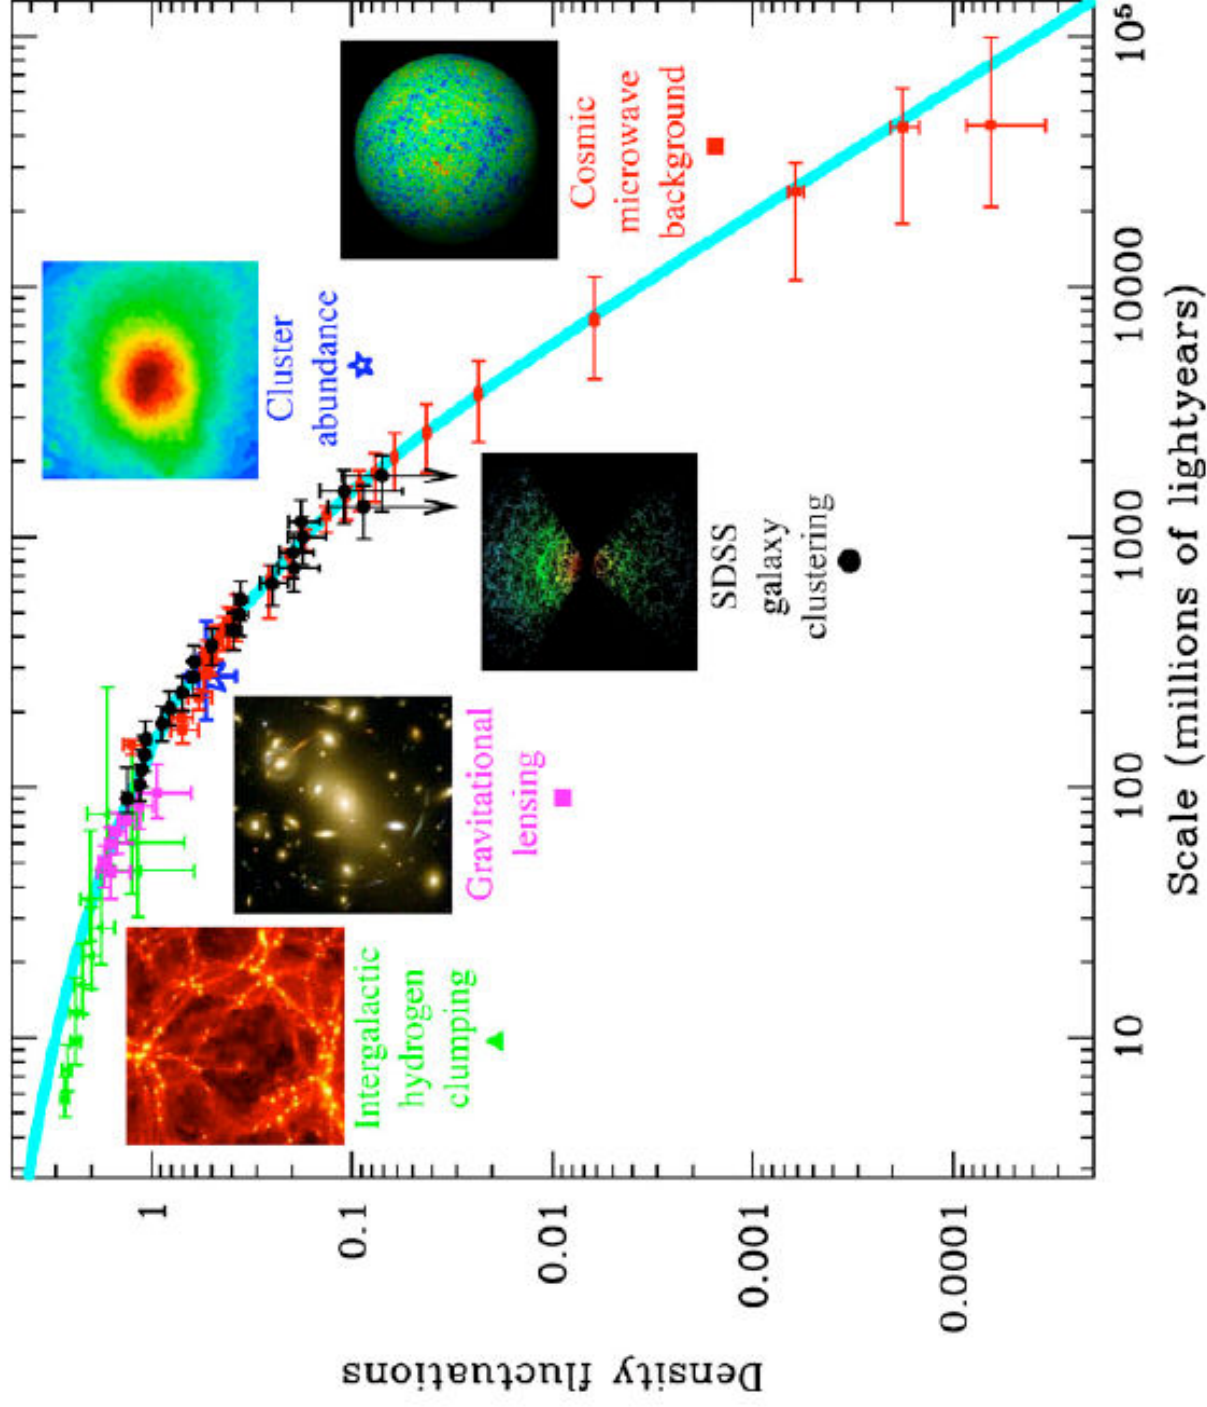 Density fluctuations
1
0.1
0.01
0.001
0.0001
Intergalactic
hydrogen
clumping
Gravitational
lensing
SDSS
galaxy
clustering
Cluster
abundance
Cosmic
microwave
background
10
100
1000
10000
10⁵
Scale (millions of lightyears)